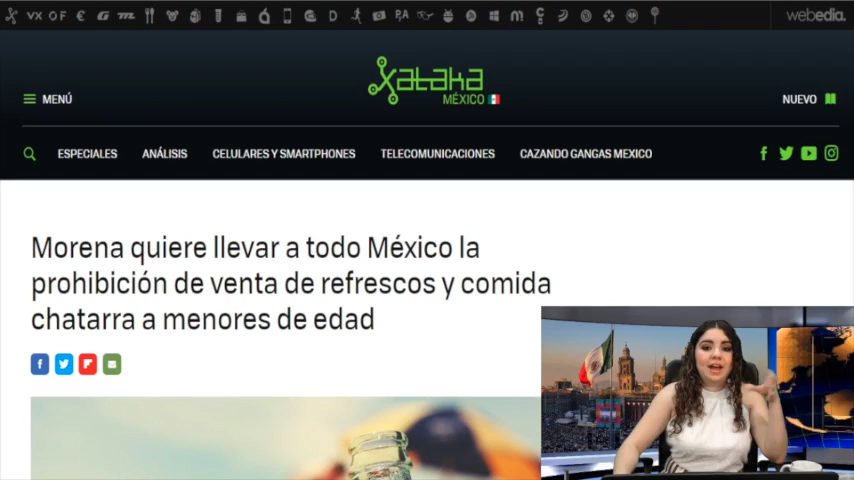 VX OF € G P,A D
webedia.
xataka
MÉXICO
MENÚ
NUEVO
ESPECIALES ANÁLISIS CELULARES Y SMARTPHONES TELECOMUNICACIONES CAZANDO GANGAS MEXICO
Morena quiere llevar a todo México la
prohibición de venta de refrescos y comida
chatarra a menores de edad